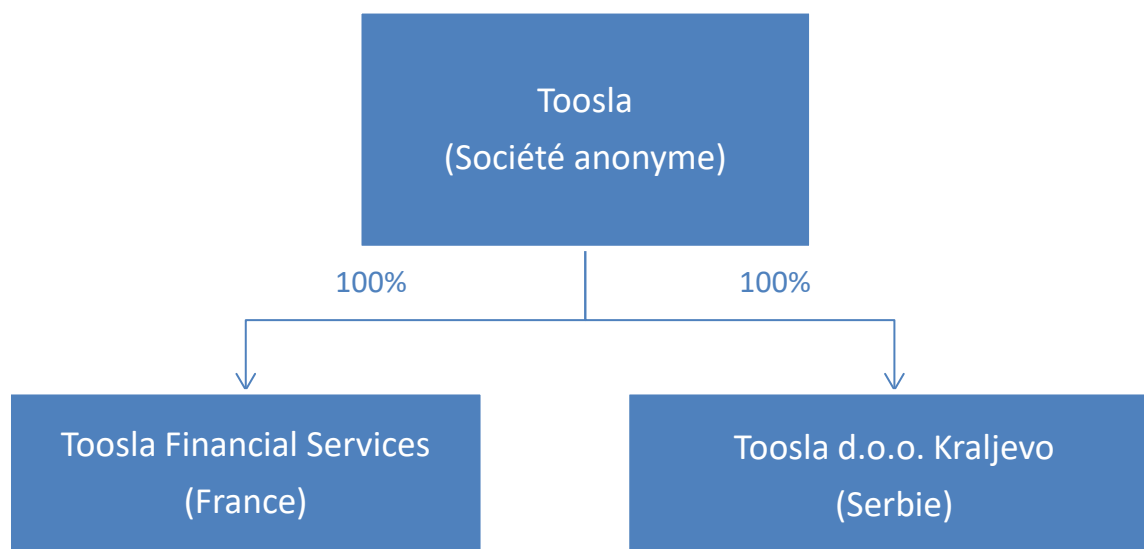 Toosla
(Société anonyme)
100%
100%
Toosla Financial Services
(France)
Toosla d.o.o. Kraljevo
(Serbie)